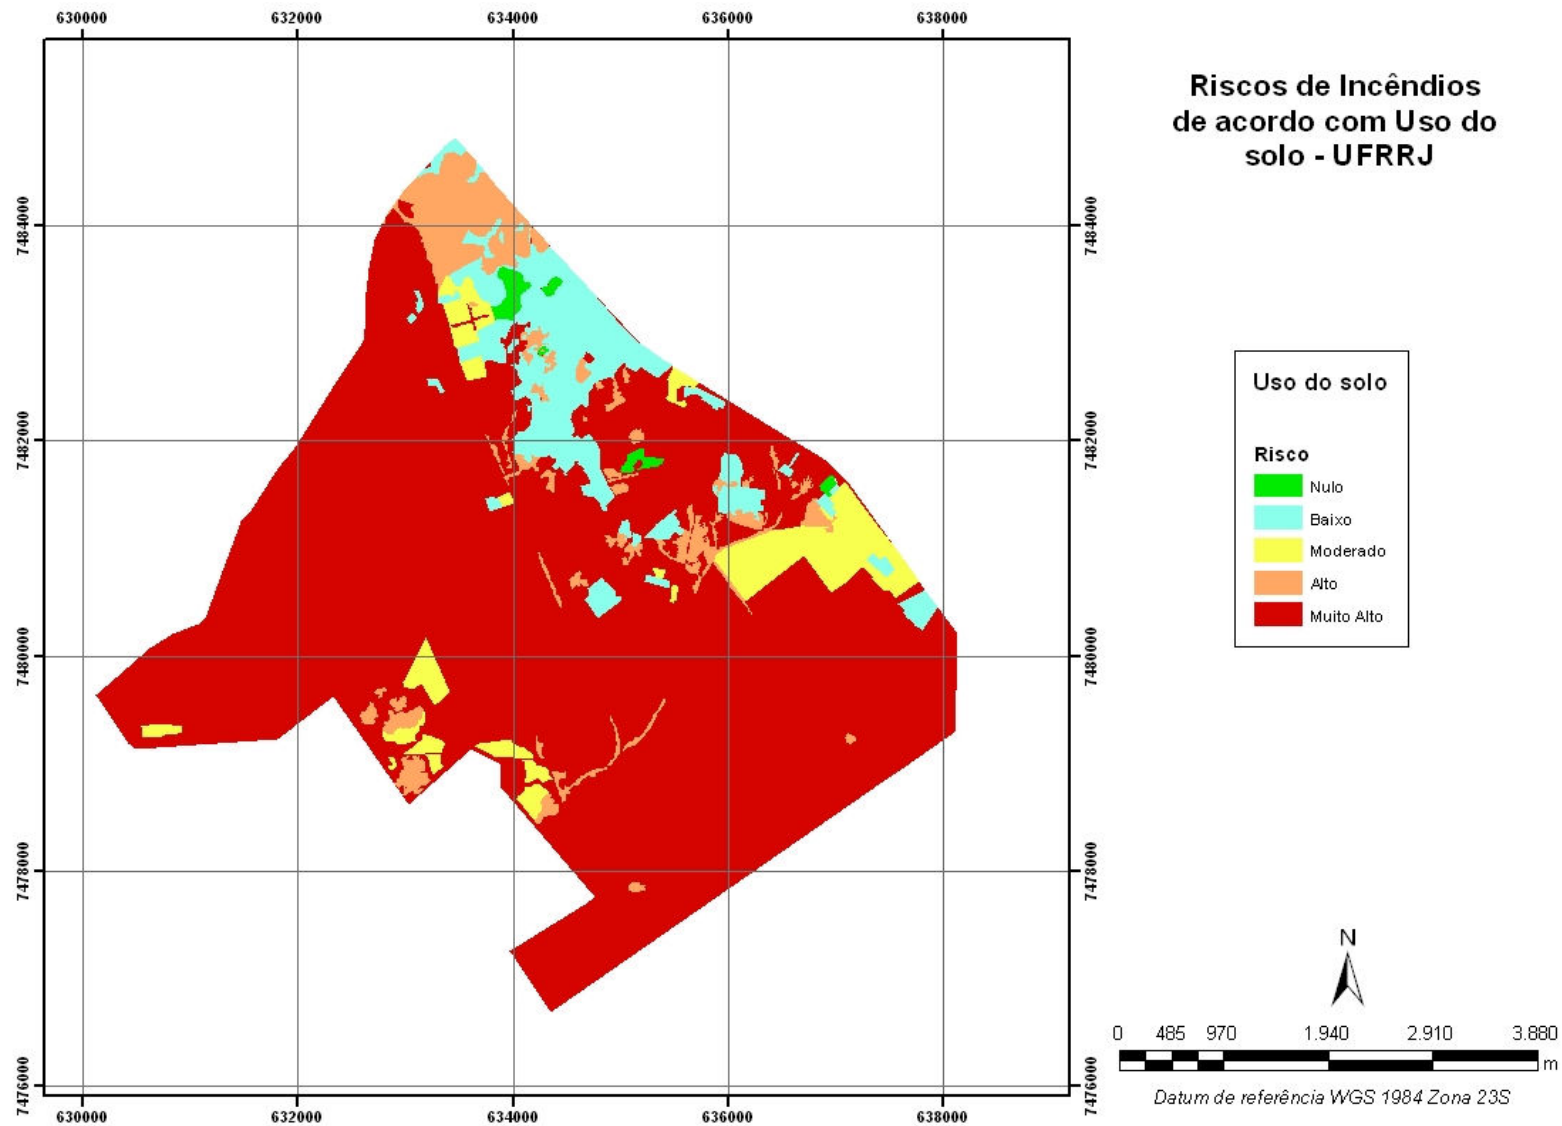 630000 632000 634000 636000 638000
Riscos de Incêndios
de acordo com Uso do
solo - UFRRJ
7484000 7484000
7482000 7482000
Uso do solo
Risco
Nulo
Baixo
Moderado
Alto
Muito Alto
7480000 7480000
7478000 7478000
N
0 485 970 1.940 2.910 3.880
m
7476000 7476000
Datum de referência WGS 1984 Zona 23S
630000 632000 634000 636000 638000